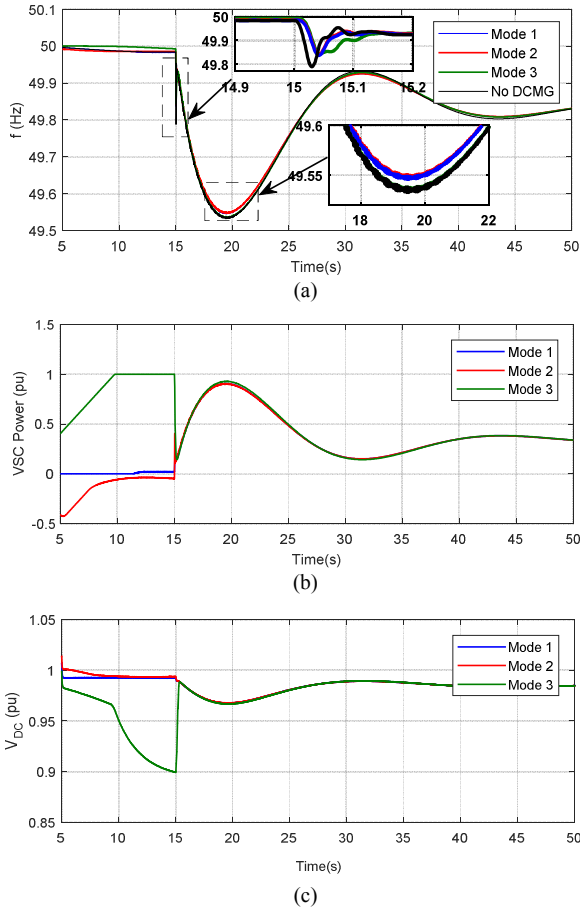 50.1
50
49.9
49.8
49.7
49.6
49.5
f (Hz)
50
49.9
49.8
14.9 15 15.1 15.2
Mode 1
Mode 2
Mode 3
No DCMG
49.6
49.55
18 20 22
5 10 15 20 25 30 35 40 45 50
Time(s)
(a)
1.5
1
0.5
0
-0.5
VSC Power (pu)
Mode 1
Mode 2
Mode 3
5 10 15 20 25 30 35 40 45 50
Time(s)
(b)
1.05
1
0.95
0.9
0.85
VDC (pu)
Mode 1
Mode 2
Mode 3
5 10 15 20 25 30 35 40 45 50
Time(s)
(c)